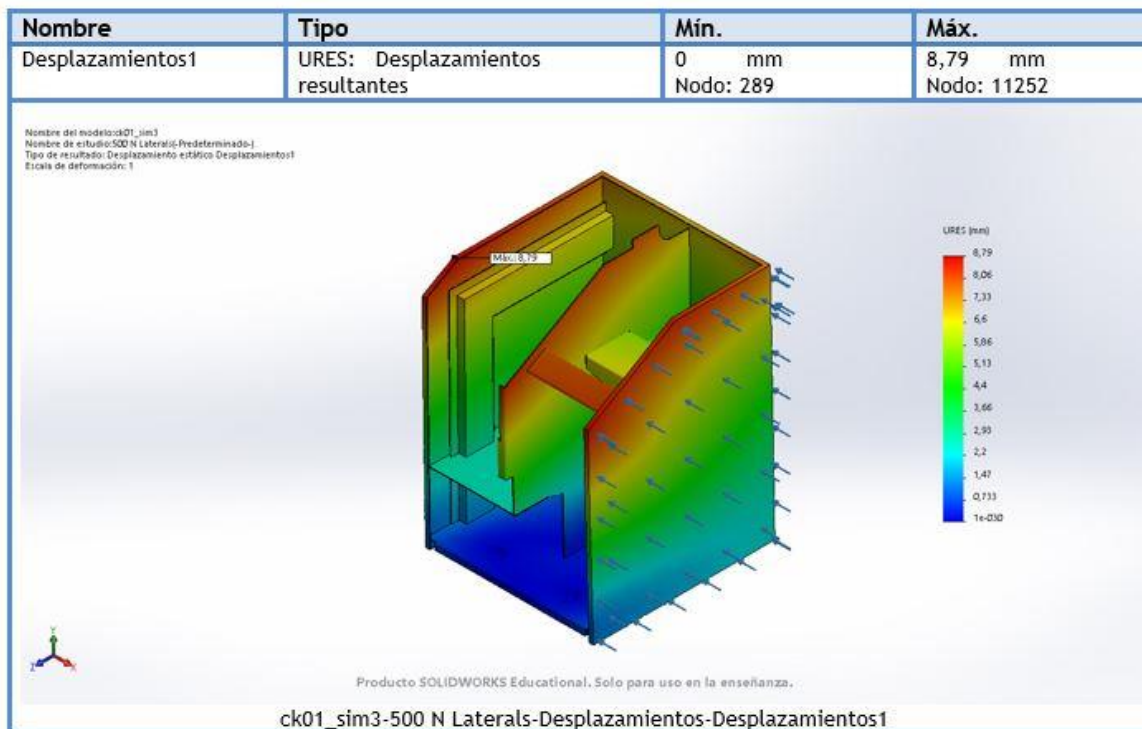 Nombre Tipo Mín. Máx.
Desplazamientos1 URES: Desplazamientos resultantes 0 mm Nodo: 289 8,79 mm Nodo: 11252
Nombre del modelo:ck01_sim3
Nombre de estudio:500 N Laterals(-Predeterminado-)
Tipo de resultado: Desplazamiento estático Desplazamientos1
Escala de deformación: 1
Máx.: 8,79
URES (mm)
8,79
8,06
7,33
6,6
5,86
5,13
4,4
3,66
2,93
2,2
1,47
0,733
1e-030
Y
Z X
Producto SOLIDWORKS Educational. Solo para uso en la enseñanza.
ck01_sim3-500 N Laterals-Desplazamientos-Desplazamientos1